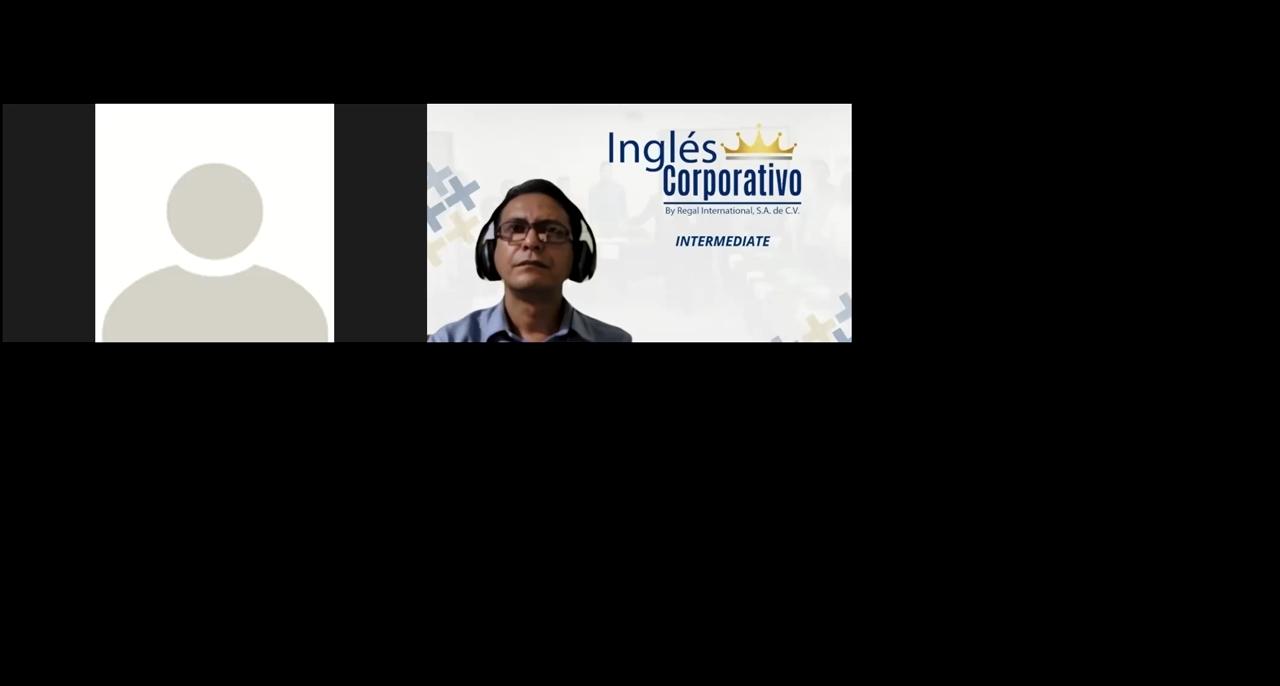 Inglés
Corporativo
By Regal International, S.A. de C.V.
INTERMEDIATE